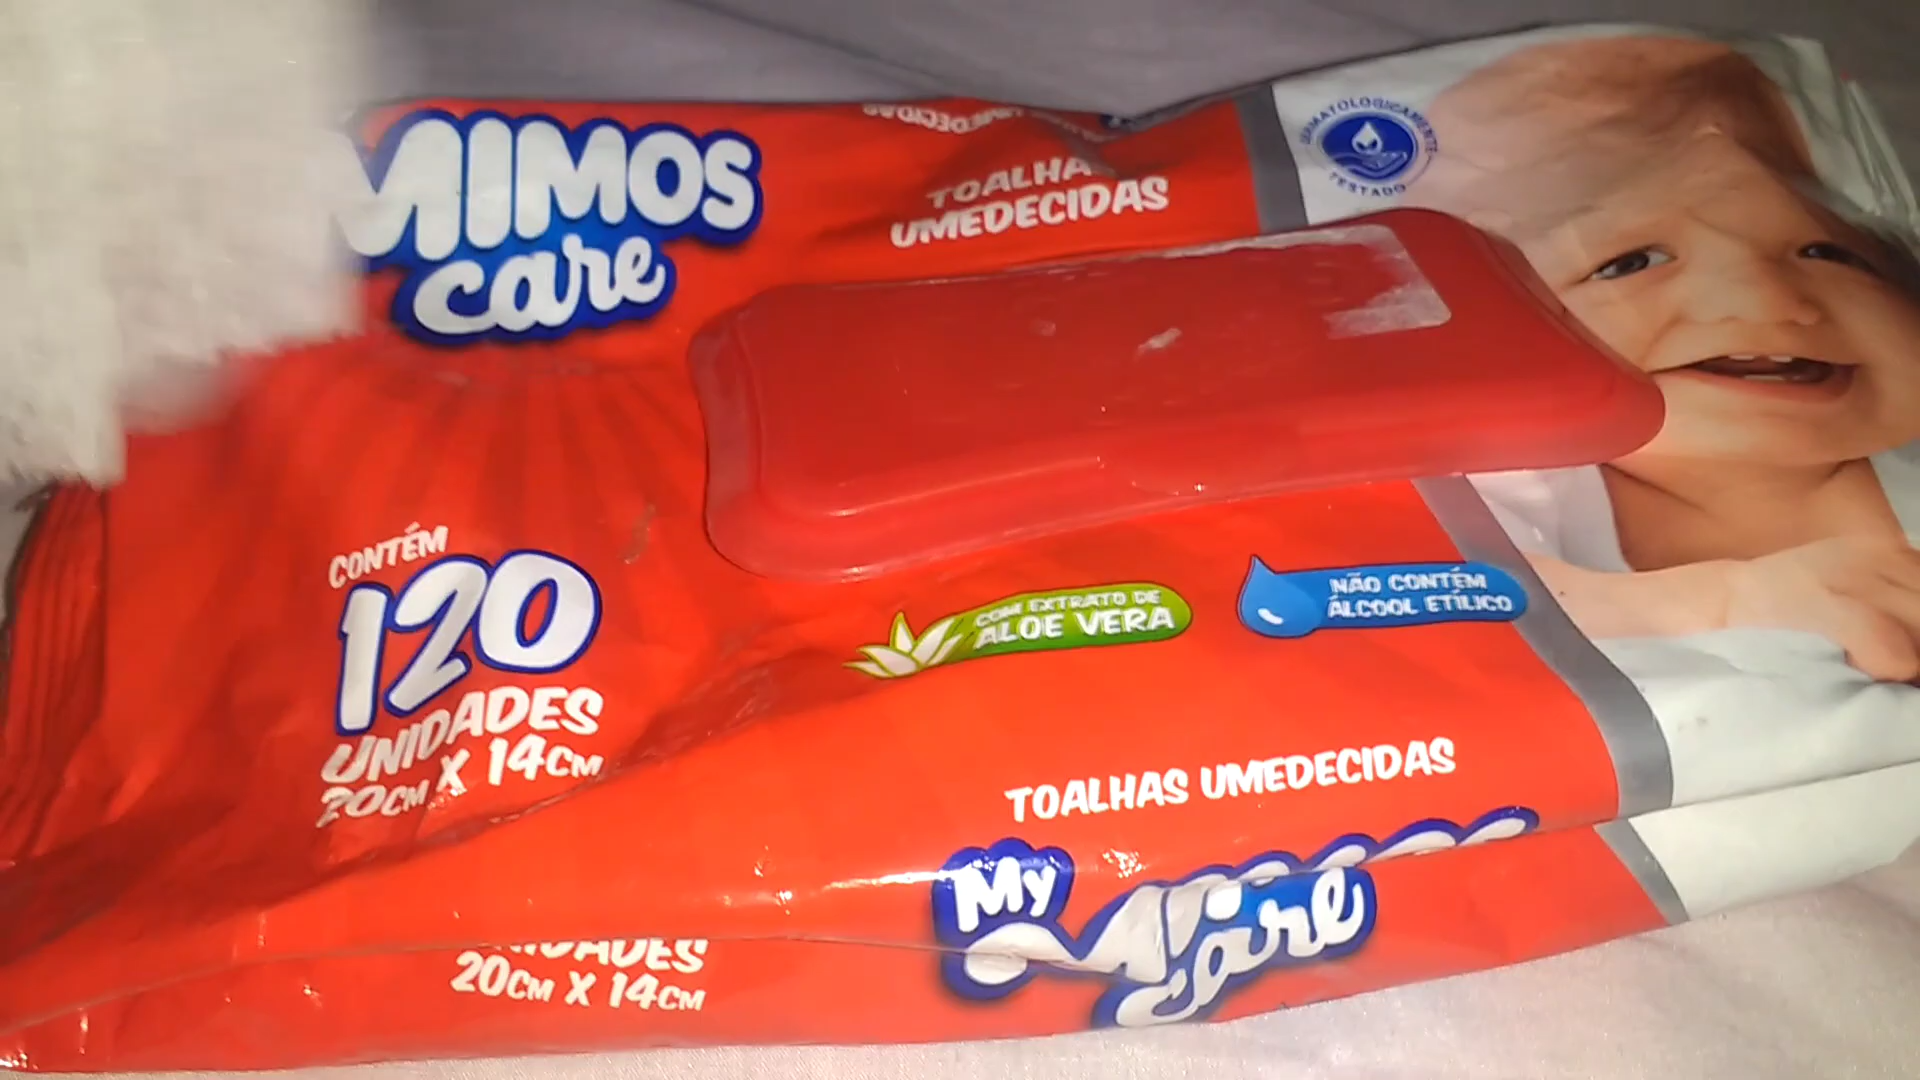 MIMOS
care
TOALHAS
UMEDECIDAS
DERMATOLOGICAMENTE
TESTADO
CONTÉM
120
UNIDADES
20CM X 14CM
COM EXTRATO DE
ALOE VERA
NÃO CONTÉM
ÁLCOOL ETÍLICO
TOALHAS UMEDECIDAS
My
care
20CM X 14CM